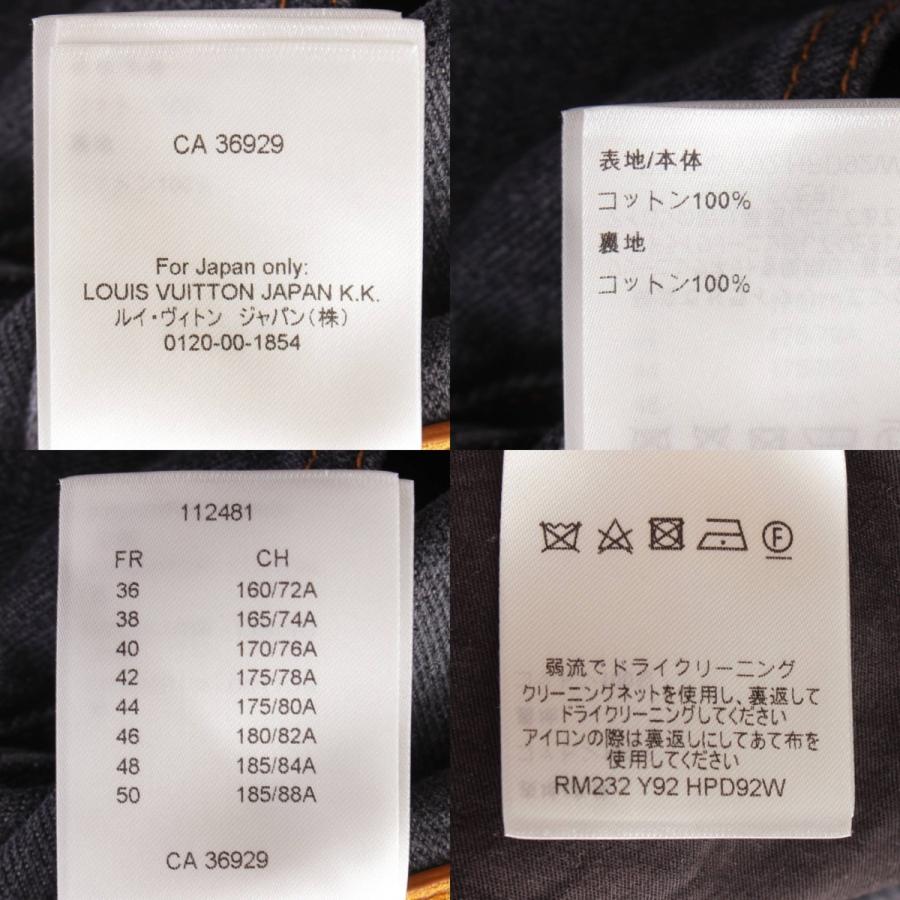 CA 36929
For Japan only:
LOUIS VUITTON JAPAN K.K.
ルイ・ヴィトン ジャパン(株)
0120-00-1854
表地/本体
コットン100%
裏地
コットン100%
112481
FR CH
36 160/72A
38 165/74A
40 170/76A
42 175/78A
44 175/80A
46 180/82A
48 185/84A
50 185/88A
CA 36929
F
弱流でドライクリーニング
クリーニングネットを使用し、裏返して
ドライクリーニングしてください
アイロンの際は裏返しにしてあて布を
使用してください
RM232 Y92 HPD92W